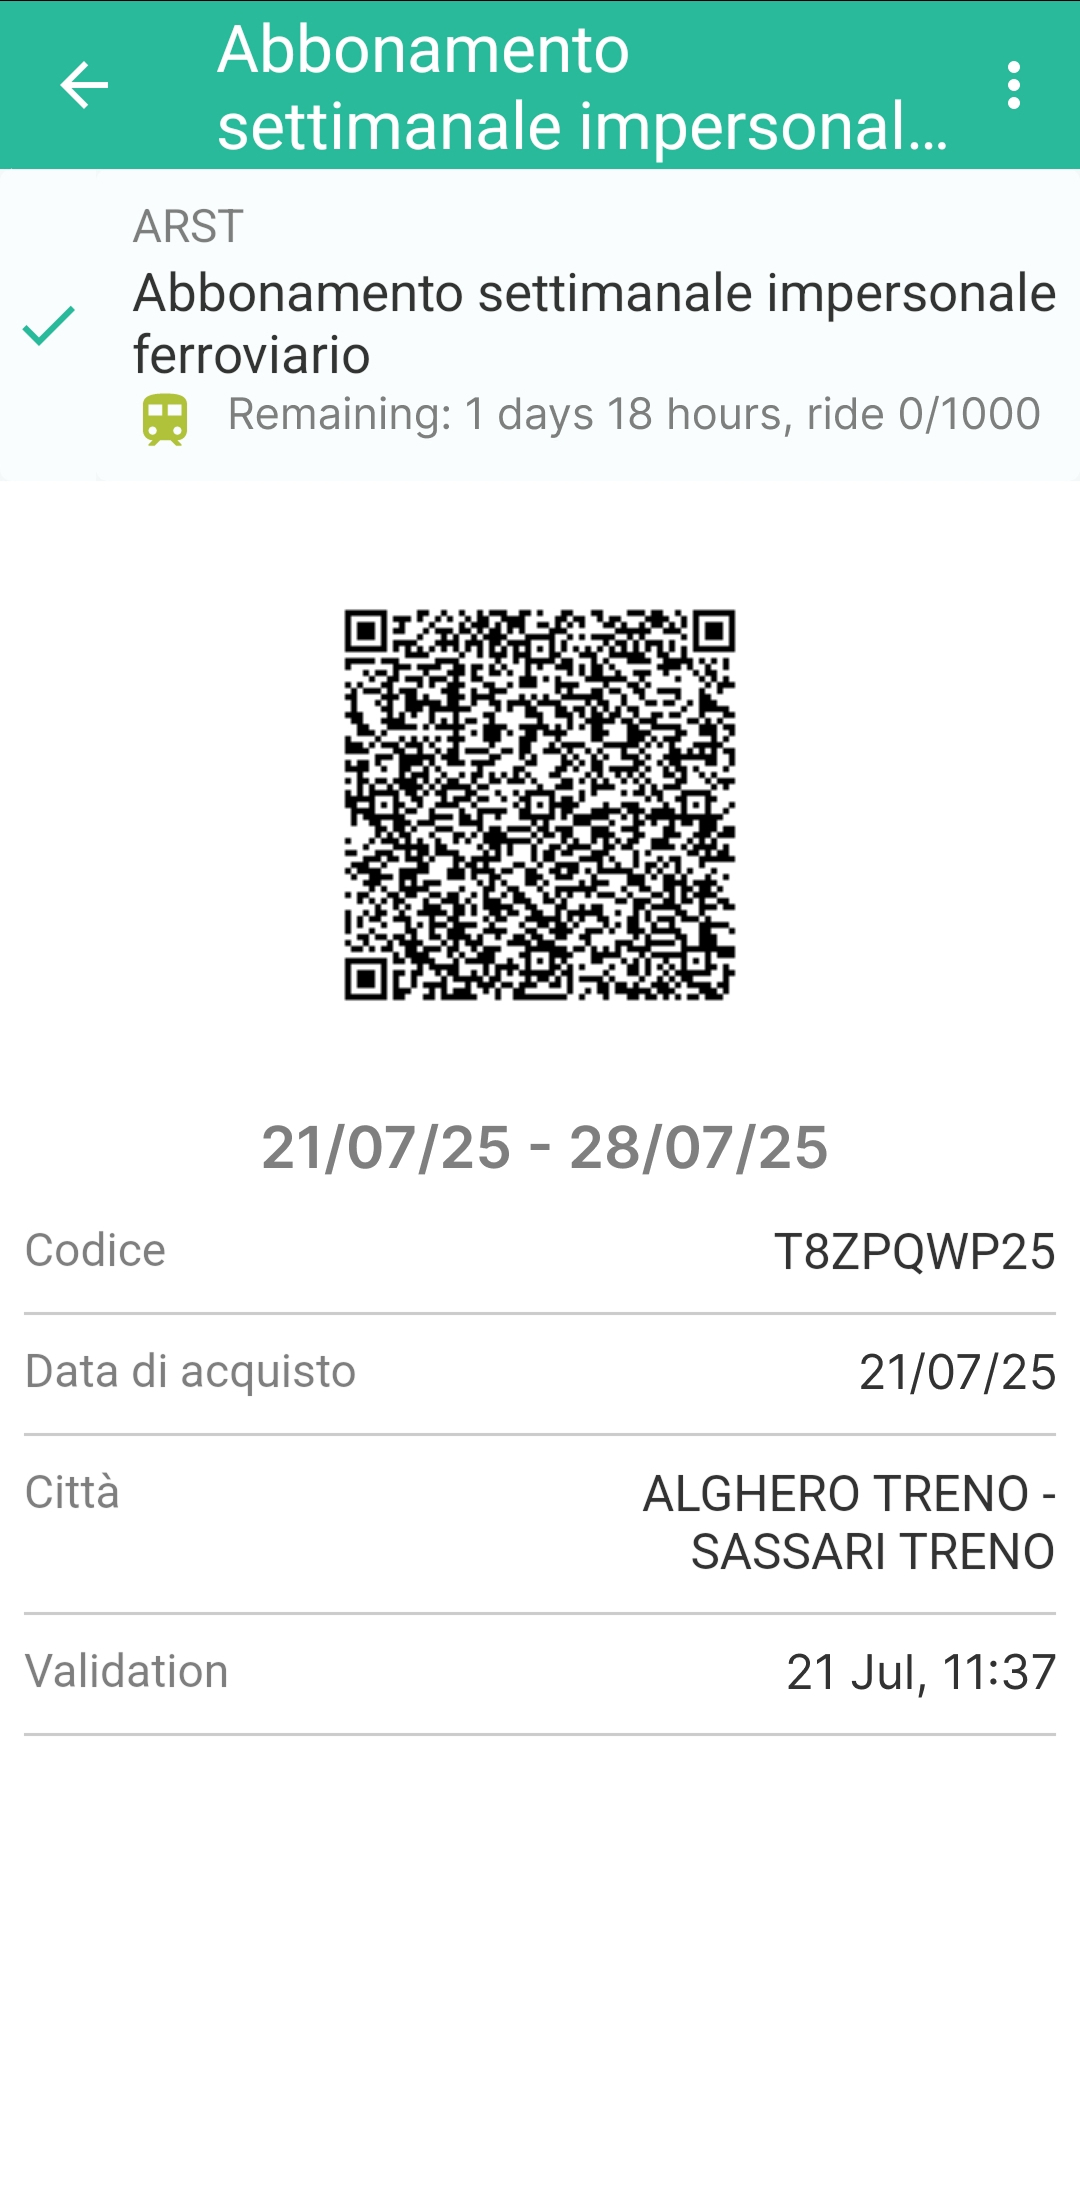 Abbonamento
settimanale impersonal...
ARST
Abbonamento settimanale impersonale
ferroviario
Remaining: 1 days 18 hours, ride 0/1000
21/07/25 - 28/07/25
Codice T8ZPQWP25
Data di acquisto 21/07/25
Città ALGHERO TRENO -
SASSARI TRENO
Validation 21 Jul, 11:37